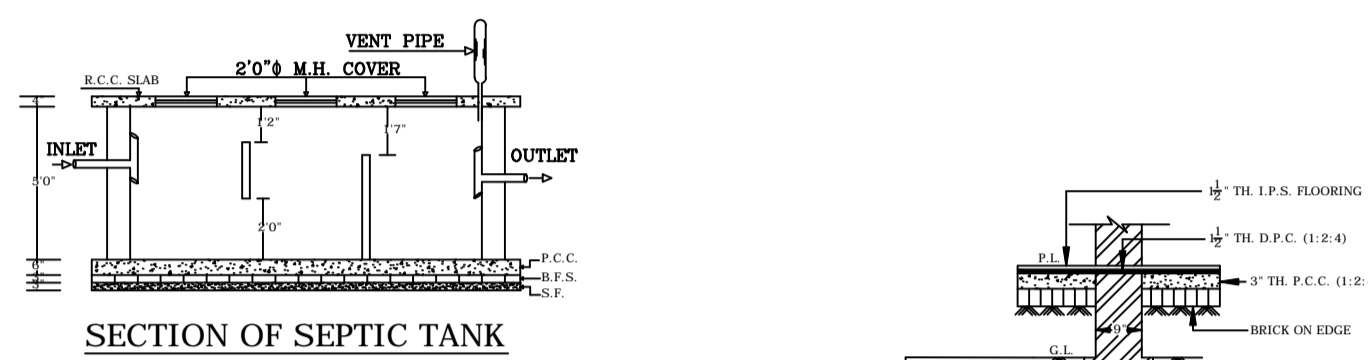 VENT PIPE
2'0"ϕ M.H. COVER
R.C.C. SLAB
4"
1'2"
1'7"
INLET
OUTLET
5'0"
2'0"
6"
3"
P.C.C.
B.F.S.
S.F.
SECTION OF SEPTIC TANK
1½" TH. I.P.S. FLOORING
1½" TH. D.P.C. (1:2:4)
P.L.
3" TH. P.C.C. (1:2:
9"
BRICK ON EDGE
G.L.